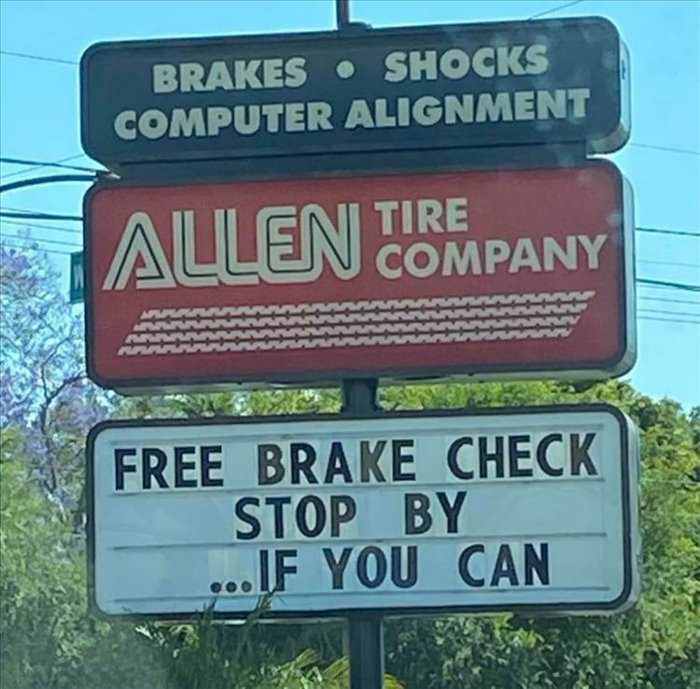 BRAKES • SHOCKS
COMPUTER ALIGNMENT
ALLEN TIRE COMPANY
FREE BRAKE CHECK
STOP BY
...IF YOU CAN